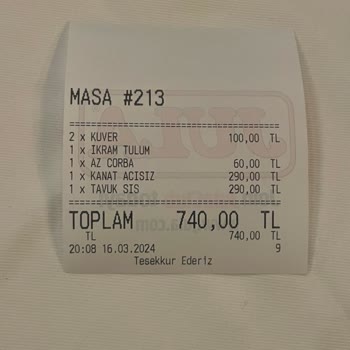 MASA #213
2 x KUVER 100,00 TL
1 x IKRAM TULUM
1 x AZ CORBA 60,00 TL
1 x KANAT ACISIZ 290,00 TL
1 x TAVUK SIS 290,00 TL
TOPLAM 740,00 TL
TL 740,00 TL
20:08 16.03.2024 9
Tesekkur Ederiz